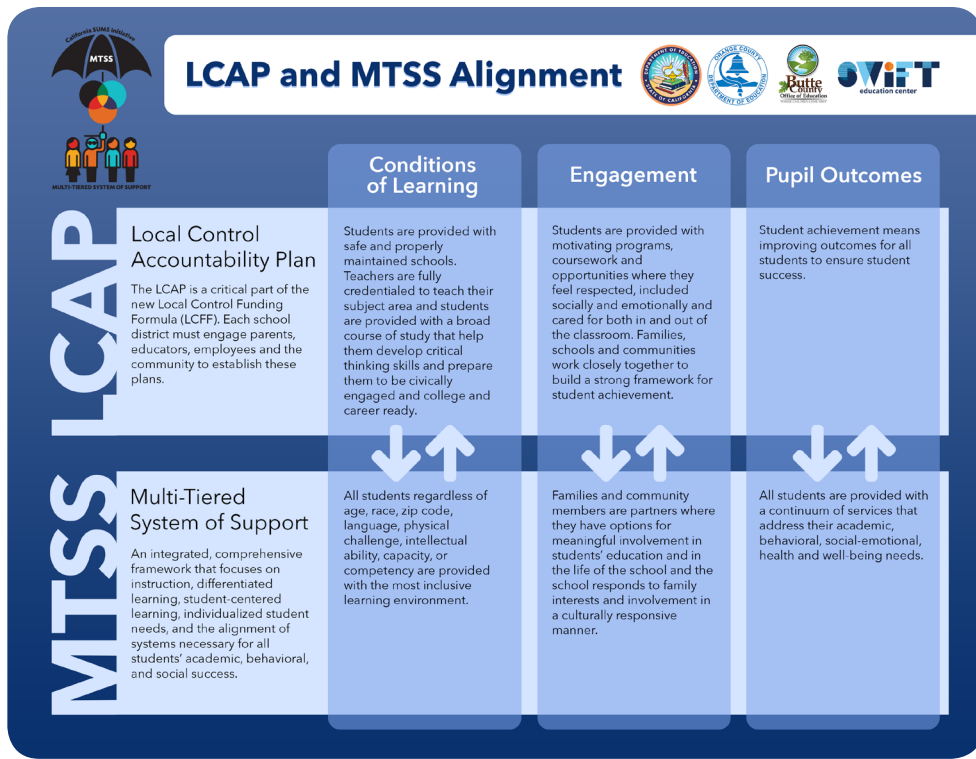 California SUMS Initiative
MTSS
MULTI-TIERED SYSTEM OF SUPPORT
LCAP and MTSS Alignment
DEPARTMENT OF EDUCATION
STATE OF CALIFORNIA
ORANGE COUNTY
DEPARTMENT OF EDUCATION
Butte
County
Office of Education
SWiFT
education center
Conditions
of Learning
Engagement
Pupil Outcomes
LCAP
Local Control
Accountability Plan
The LCAP is a critical part of the
new Local Control Funding
Formula (LCFF). Each school
district must engage parents,
educators, employees and the
community to establish these
plans.
Students are provided with
safe and properly
maintained schools.
Teachers are fully
credentialed to teach their
subject area and students
are provided with a broad
course of study that help
them develop critical
thinking skills and prepare
them to be civically
engaged and college and
career ready.
Students are provided with
motivating programs,
coursework and
opportunities where they
feel respected, included
socially and emotionally and
cared for both in and out of
the classroom. Families,
schools and communities
work closely together to
build a strong framework for
student achievement.
Student achievement means
improving outcomes for all
students to ensure student
success.
MTSS
Multi-Tiered
System of Support
An integrated, comprehensive
framework that focuses on
instruction, differentiated
learning, student-centered
learning, individualized student
needs, and the alignment of
systems necessary for all
students' academic, behavioral,
and social success.
All students regardless of
age, race, zip code,
language, physical
challenge, intellectual
ability, capacity, or
competency are provided
with the most inclusive
learning environment.
Families and community
members are partners where
they have options for
meaningful involvement in
students' education and in
the life of the school and the
school responds to family
interests and involvement in
a culturally responsive
manner.
All students are provided with
a continuum of services that
address their academic,
behavioral, social-emotional,
health and well-being needs.